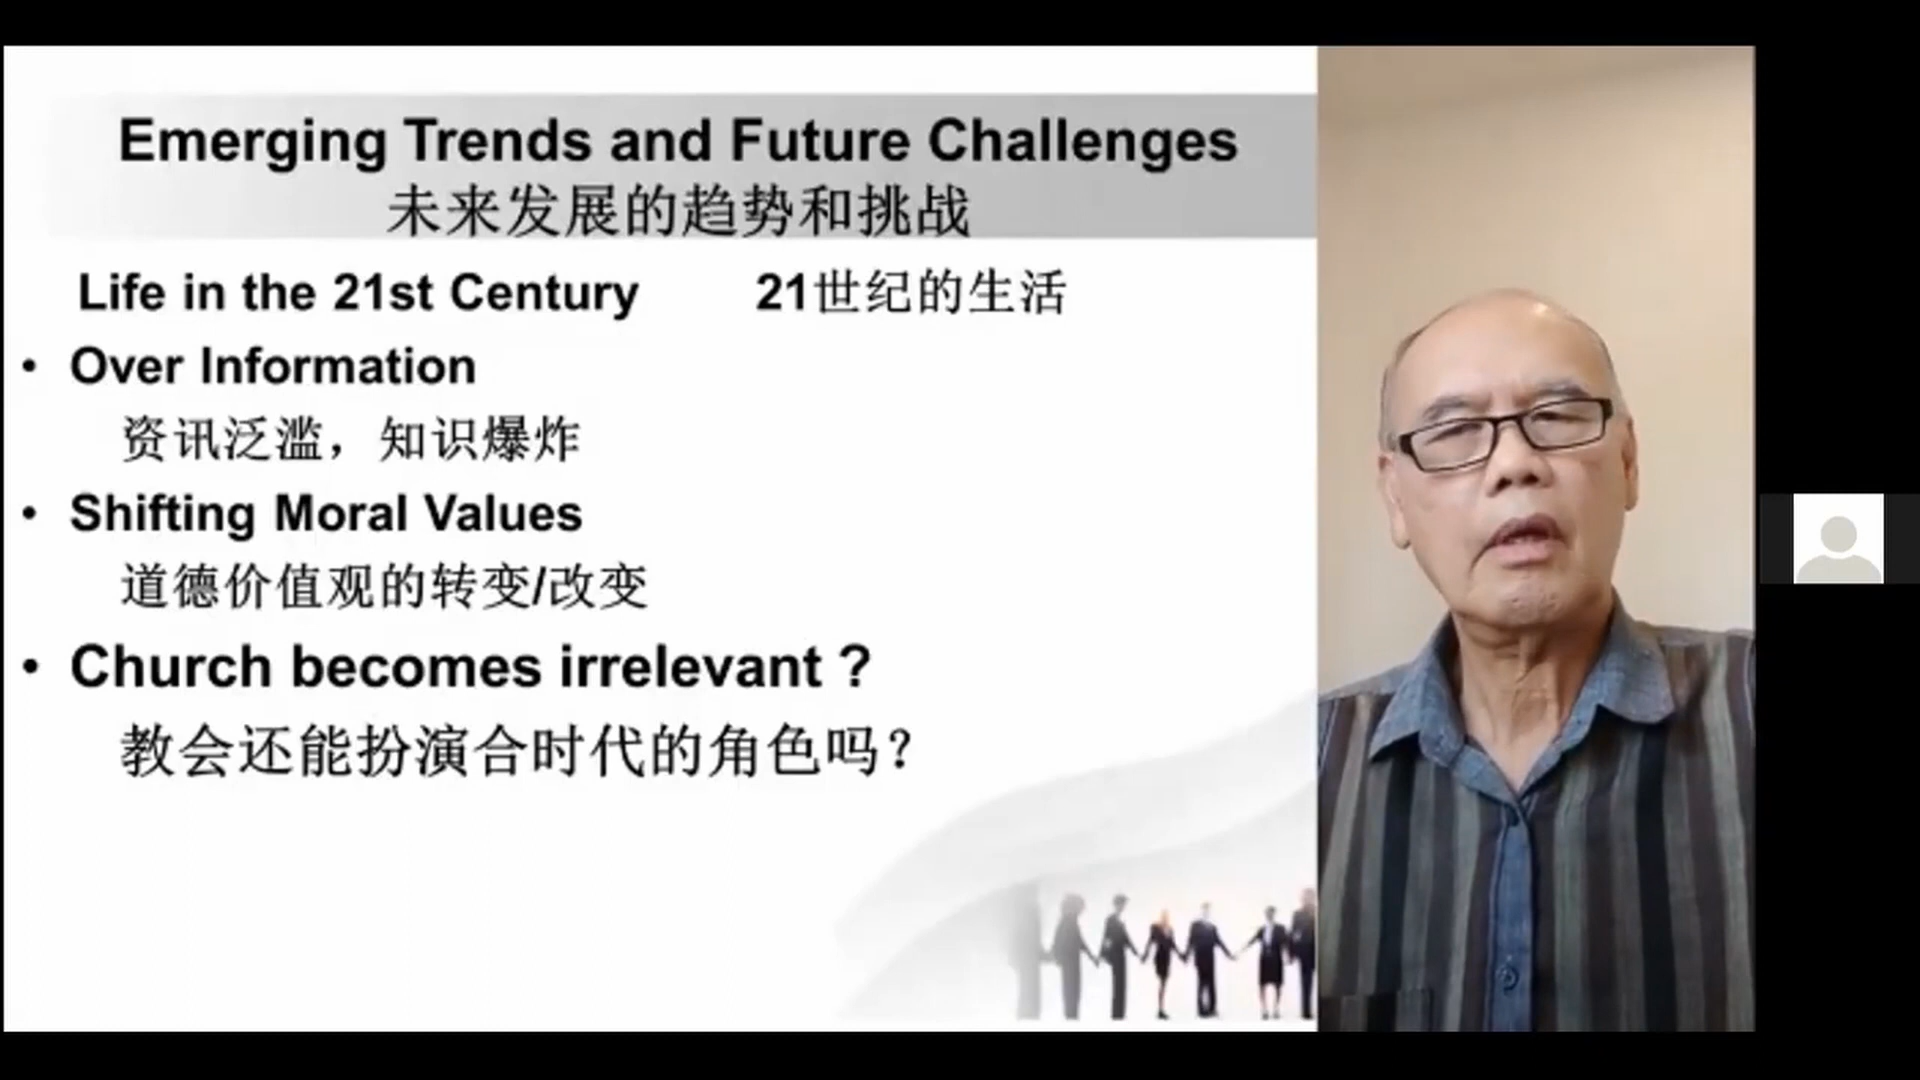 Emerging Trends and Future Challenges
未来发展的趋势和挑战
Life in the 21st Century 21世纪的生活
• Over Information
资讯泛滥，知识爆炸
• Shifting Moral Values
道德价值观的转变/改变
• Church becomes irrelevant ?
教会还能扮演合时代的角色吗？